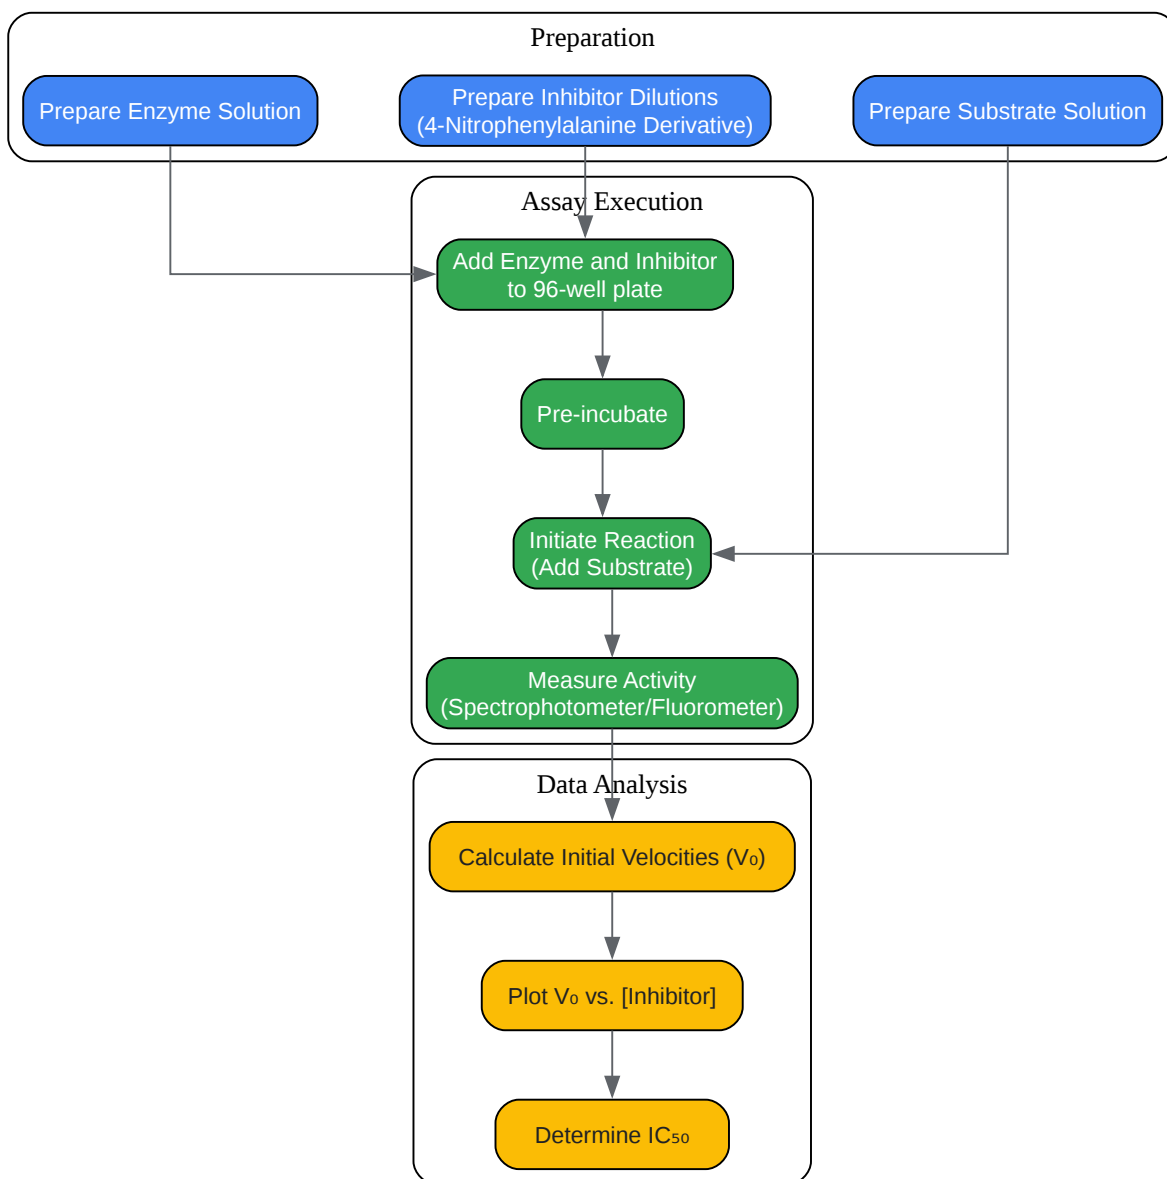 Preparation
Prepare Enzyme Solution
Prepare Inhibitor Dilutions
(4-Nitrophenylalanine Derivative)
Prepare Substrate Solution
Assay Execution
Add Enzyme and Inhibitor
to 96-well plate
Pre-incubate
Initiate Reaction
(Add Substrate)
Measure Activity
(Spectrophotometer/Fluorometer)
Data Analysis
Calculate Initial Velocities (V₀)
Plot V₀ vs. [Inhibitor]
Determine IC₅₀